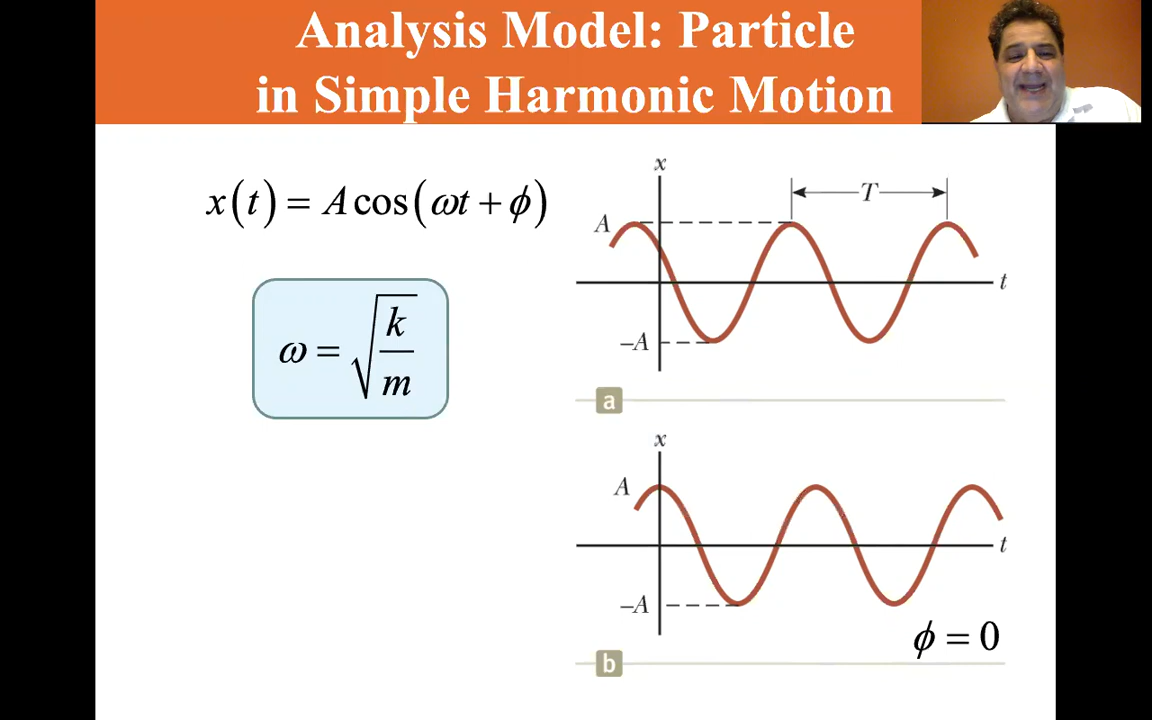 Analysis Model: Particle
in Simple Harmonic Motion
x(t) = A cos(ωt + ϕ)
ω = √(k/m)
x
T
A
t
–A
a
x
A
t
–A
ϕ = 0
b